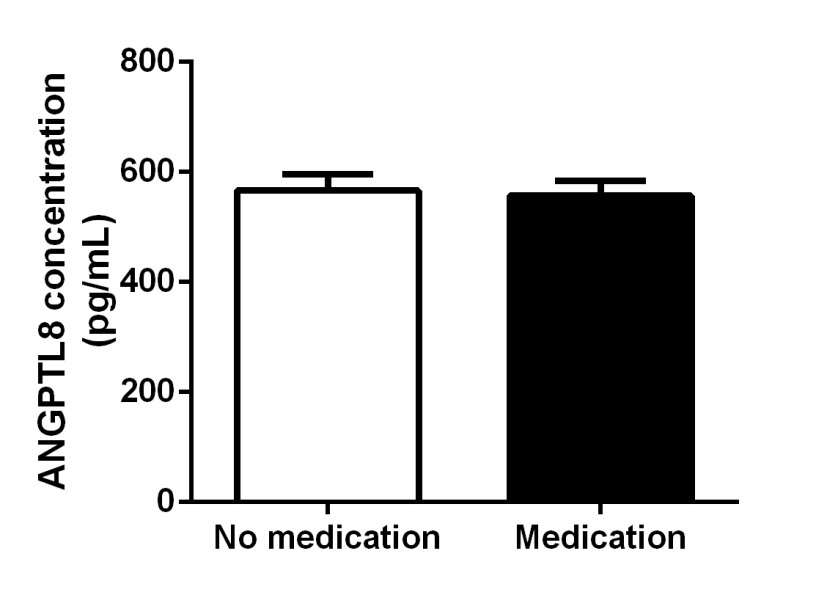 ANGPTL8 concentration
(pg/mL)
800
600
400
200
0
No medication
Medication